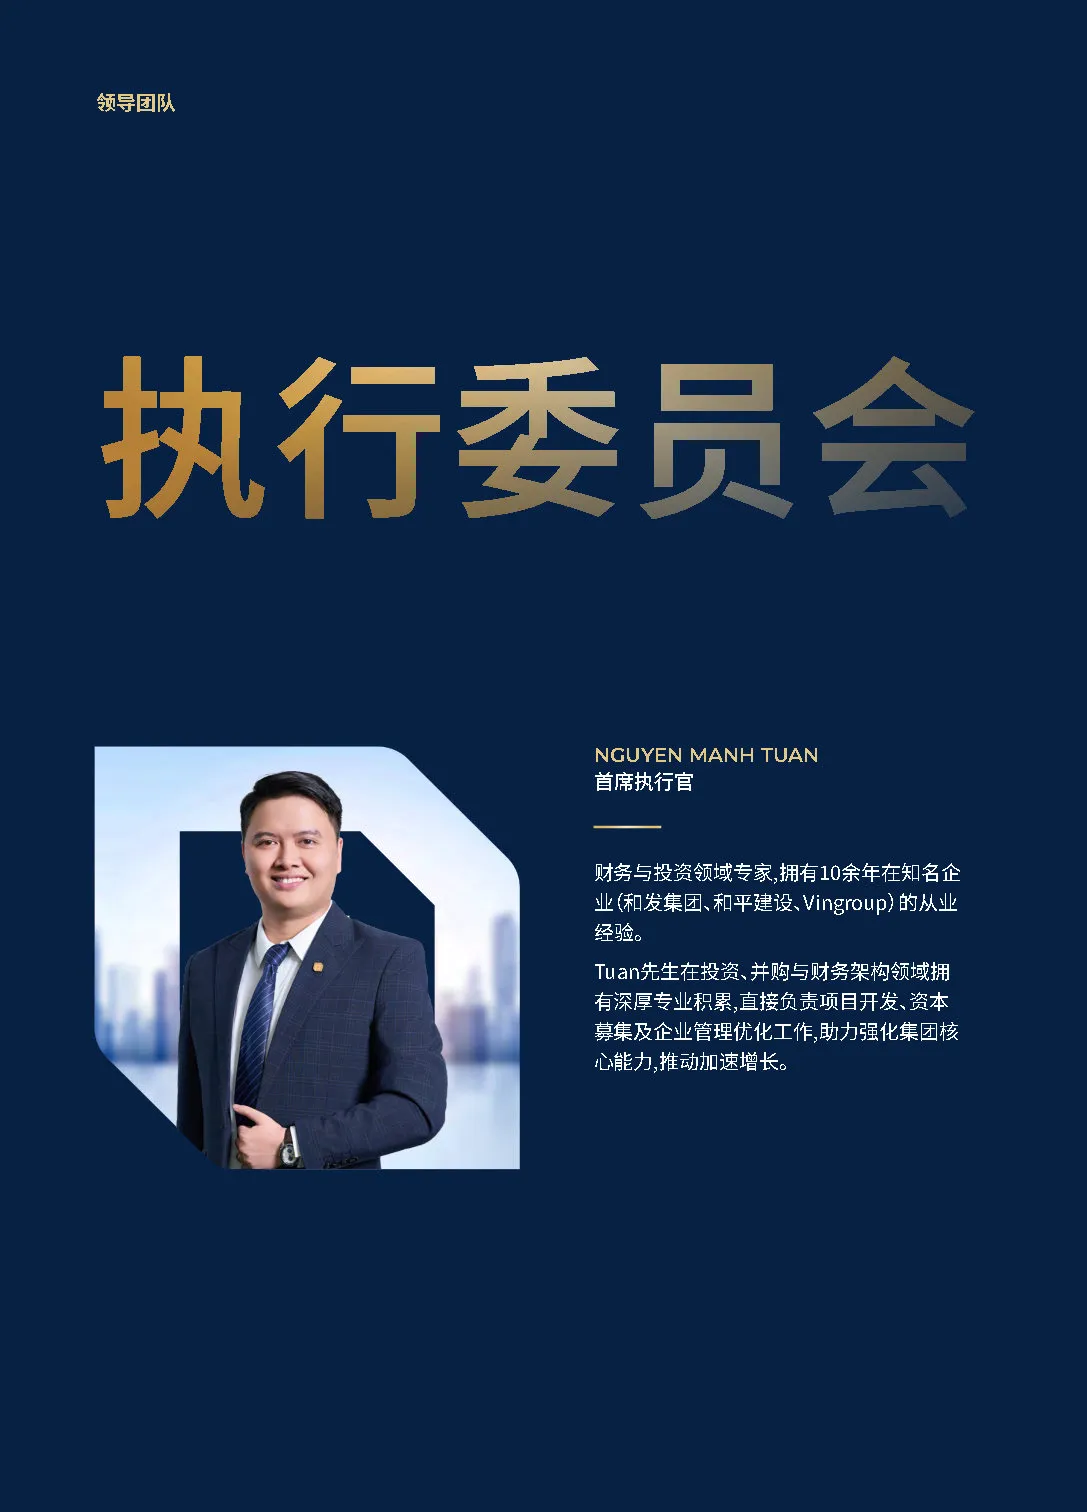 领导团队
执行委员会
NGUYEN MANH TUAN
首席执行官
财务与投资领域专家,拥有10余年在知名企
业(和发集团、和平建设、Vingroup)的从业
经验。
Tuan先生在投资、并购与财务架构领域拥
有深厚专业积累,直接负责项目开发、资本
募集及企业管理优化工作,助力强化集团核
心能力,推动加速增长。